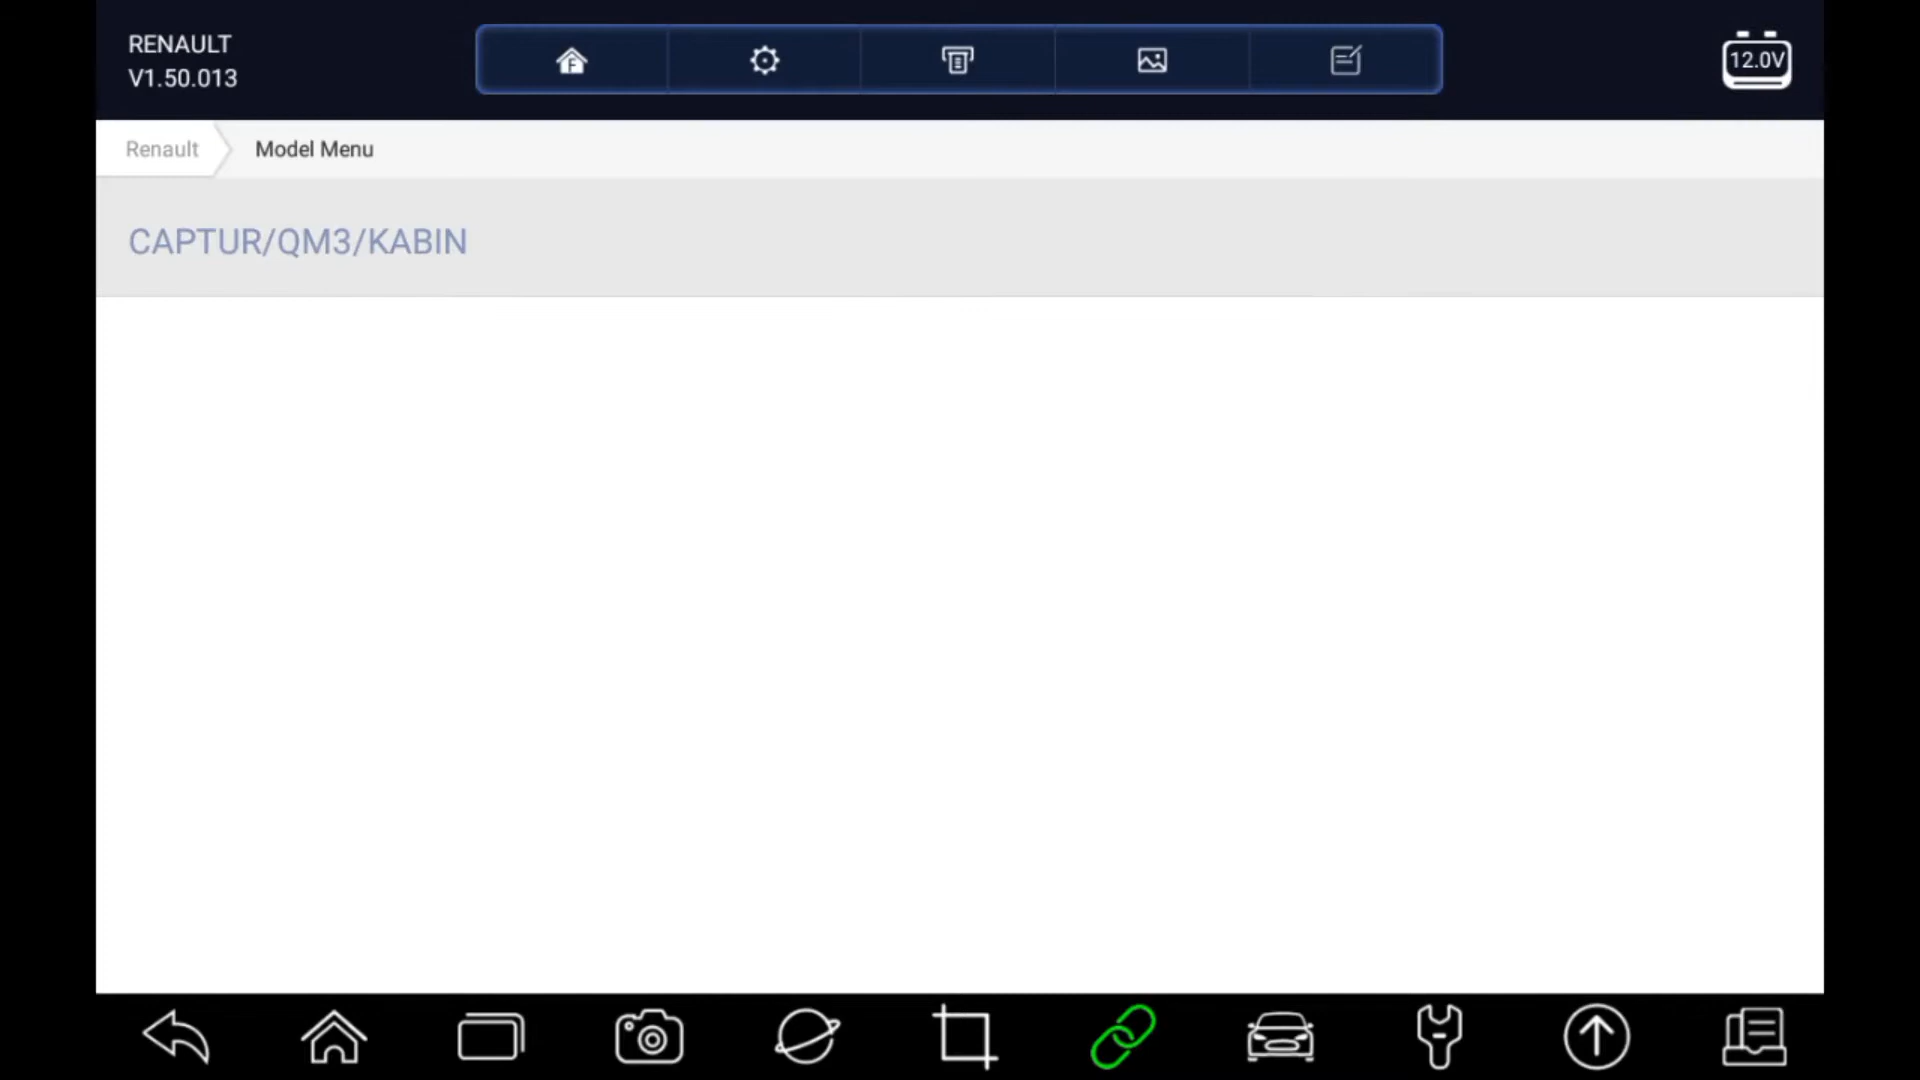 RENAULT
V1.50.013
12.0V
Renault
Model Menu
CAPTUR/QM3/KABIN